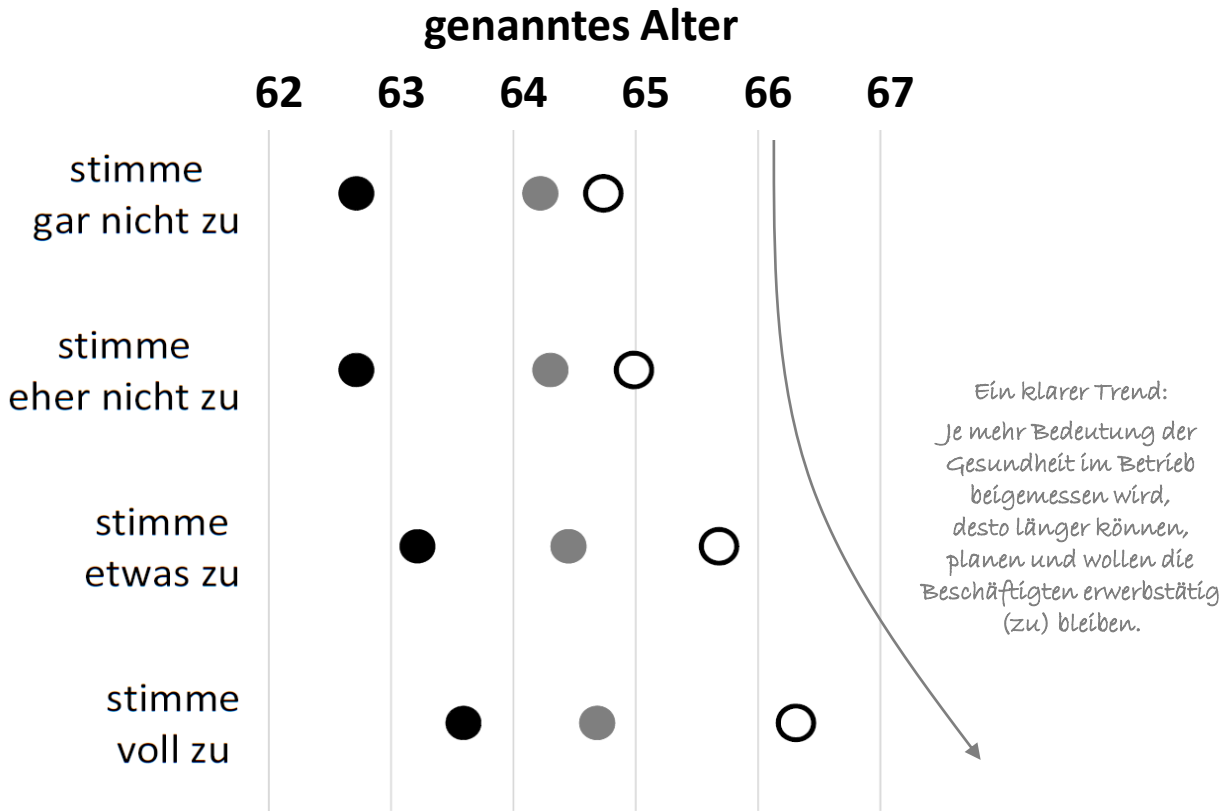 genanntes Alter
62 63 64 65 66 67
stimme
gar nicht zu
stimme
eher nicht zu
stimme
etwas zu
stimme
voll zu
Ein klarer Trend:
Je mehr Bedeutung der
Gesundheit im Betrieb
beigemessen wird,
desto länger können,
planen und wollen die
Beschäftigten erwerbstätig
(zu) bleiben.